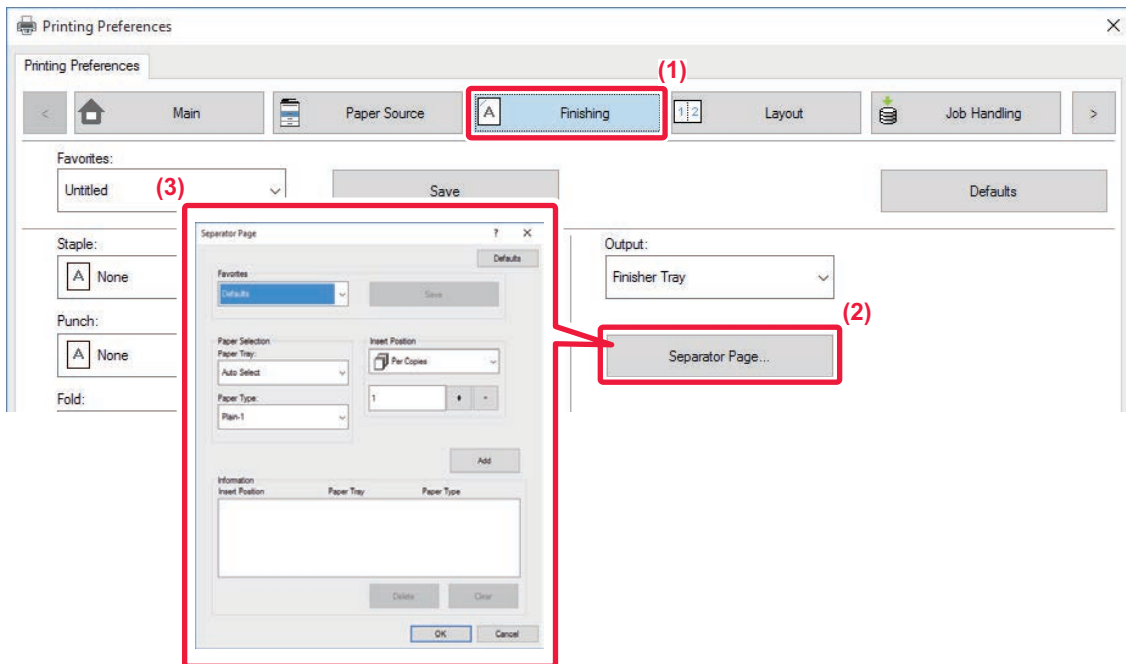 Printing Preferences
Printing Preferences
(1)
< Main Paper Source A Finishing 1 2 Layout Job Handling >
Favorites:
Untitled Save Defaults
(3)
Separator Page ? ×
Defaults
Favorites
Defaults Save
Paper Selection
Paper Tray:
Auto Select
Paper Type:
Plain-1
Insert Position
Per Copies
1 + -
Add
Information
Insert Position Paper Tray Paper Type
Delete Clear
OK Cancel
Staple:
A None
Punch:
A None
Fold:
Output:
Finisher Tray
(2)
Separator Page...